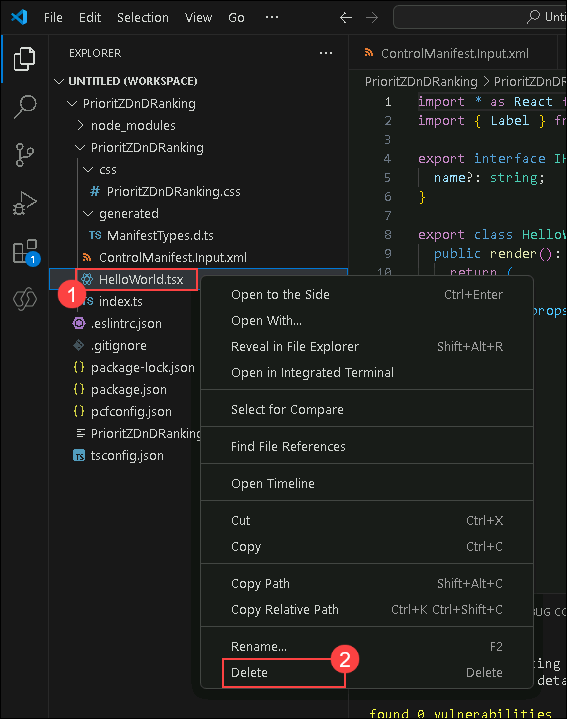 File Edit Selection View Go ··· Unti
EXPLORER ···
UNTITLED (WORKSPACE)
PrioritZDnDRanking
node_modules
PrioritZDnDRanking
css
# PrioritZDnDRanking.css
generated
TS ManifestTypes.d.ts
ControlManifest.Input.xml
HelloWorld.tsx
1
TS index.ts
.eslintrc.json
.gitignore
{} package-lock.json
{} package.json
{} pcfconfig.json
PrioritZDnDRanking
TS tsconfig.json
1
ControlManifest.Input.xml
PrioritZDnDRanking > PrioritZDnD
1 import * as React f
2 import { Label } fr
3
4 export interface IH
5 name?: string;
6 }
7
8 export class HelloW
9 public render():
10 return (
props
Open to the Side Ctrl+Enter
Open With...
Reveal in File Explorer Shift+Alt+R
Open in Integrated Terminal
Select for Compare
Find File References
Open Timeline
Cut Ctrl+X
Copy Ctrl+C
Copy Path Shift+Alt+C
Copy Relative Path Ctrl+K Ctrl+Shift+C
Rename... F2
2
Delete Delete
BUG CO
ting
deta
found 0 vulnerabilities